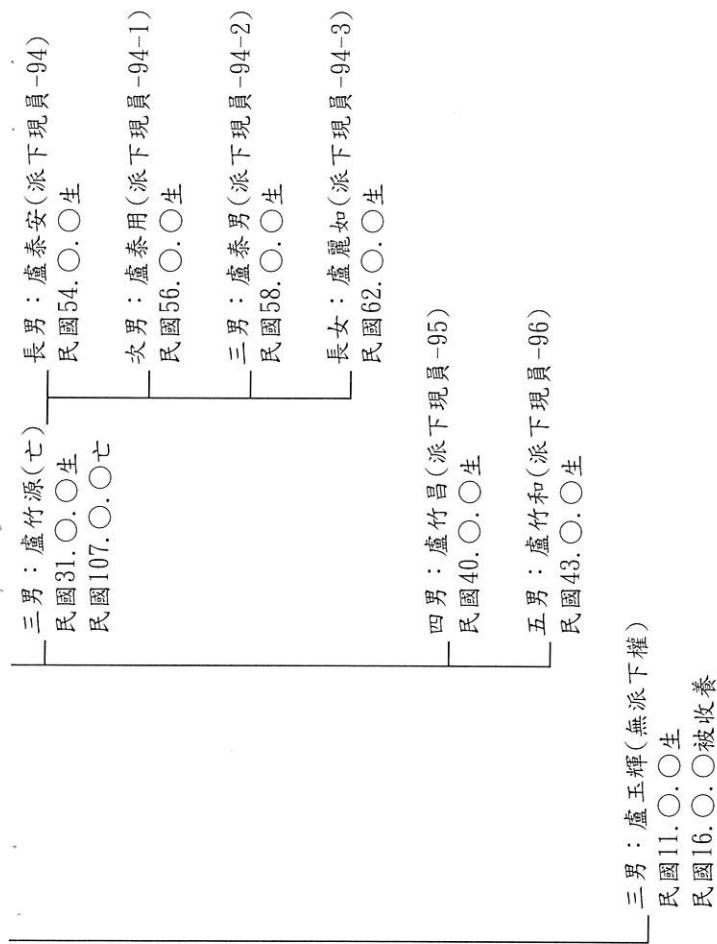 三男：盧竹源(亡)
民國31.○.○生
民國107.○.○亡
長男：盧泰安(派下現員-94)
民國54.○.○生
次男：盧泰用(派下現員-94-1)
民國56.○.○生
三男：盧泰男(派下現員-94-2)
民國58.○.○生
長女：盧麗如(派下現員-94-3)
民國62.○.○生
四男：盧竹昌(派下現員-95)
民國40.○.○生
五男：盧竹和(派下現員-96)
民國43.○.○生
三男：盧玉輝(無派下權)
民國11.○.○生
民國16.○.○被收養